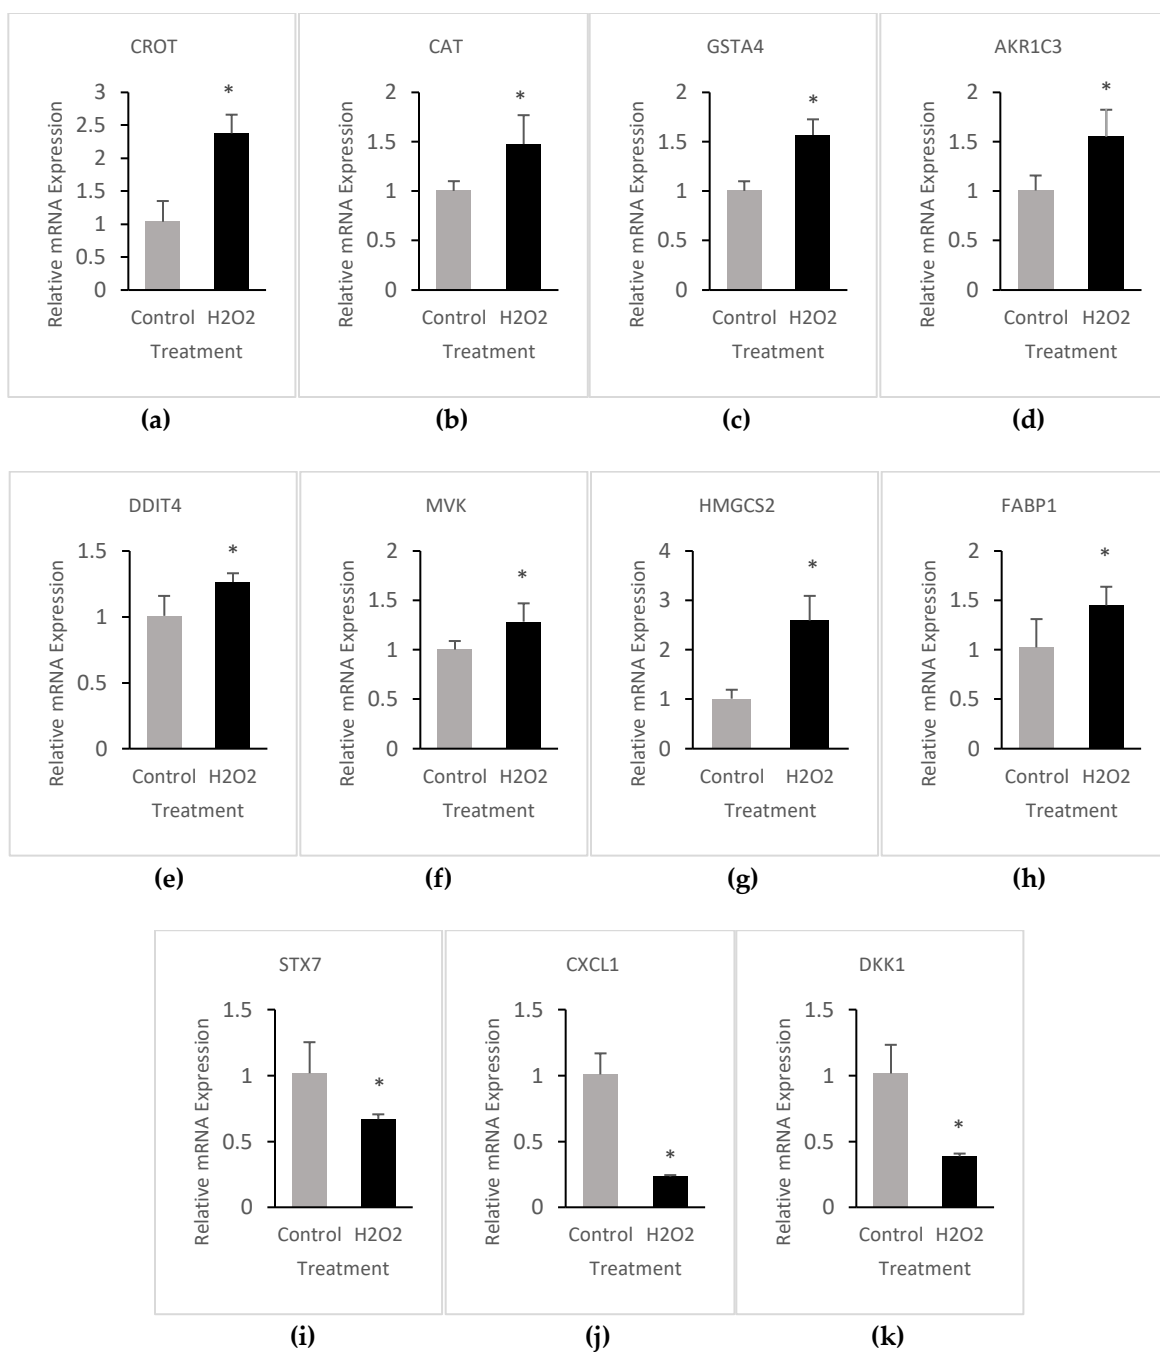 CROT
Relative mRNA Expression
3
2.5
2
1.5
1
0.5
0
*
Control H2O2
Treatment
(a)
CAT
Relative mRNA Expression
2
1.5
1
0.5
0
*
Control H2O2
Treatment
(b)
GSTA4
Relative mRNA Expression
2
1.5
1
0.5
0
*
Control H2O2
Treatment
(c)
AKR1C3
Relative mRNA Expression
2
1.5
1
0.5
0
*
Control H2O2
Treatment
(d)
DDIT4
Relative mRNA Expression
1.5
1
0.5
0
*
Control H2O2
Treatment
(e)
MVK
Relative mRNA Expression
2
1.5
1
0.5
0
*
Control H2O2
Treatment
(f)
HMGCS2
Relative mRNA Expression
4
3
2
1
0
*
Control H2O2
Treatment
(g)
FABP1
Relative mRNA Expression
2
1.5
1
0.5
0
*
Control H2O2
Treatment
(h)
STX7
Relative mRNA Expression
1.5
1
0.5
0
*
Control H2O2
Treatment
(i)
CXCL1
Relative mRNA Expression
1.5
1
0.5
0
*
Control H2O2
Treatment
(j)
DKK1
Relative mRNA Expression
1.5
1
0.5
0
*
Control H2O2
Treatment
(k)